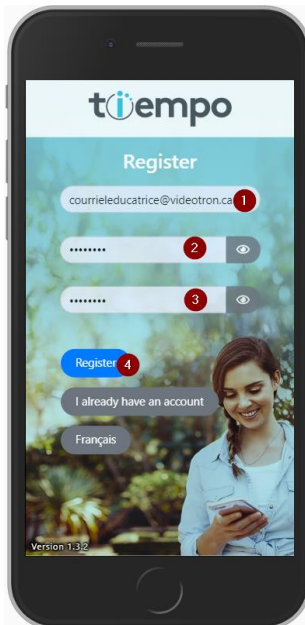 tiempo
Register
courrieleducatrice@videotron.ca 1
•••••••• 2
•••••••• 3
Register 4
I already have an account
Français
Version 1.3.2